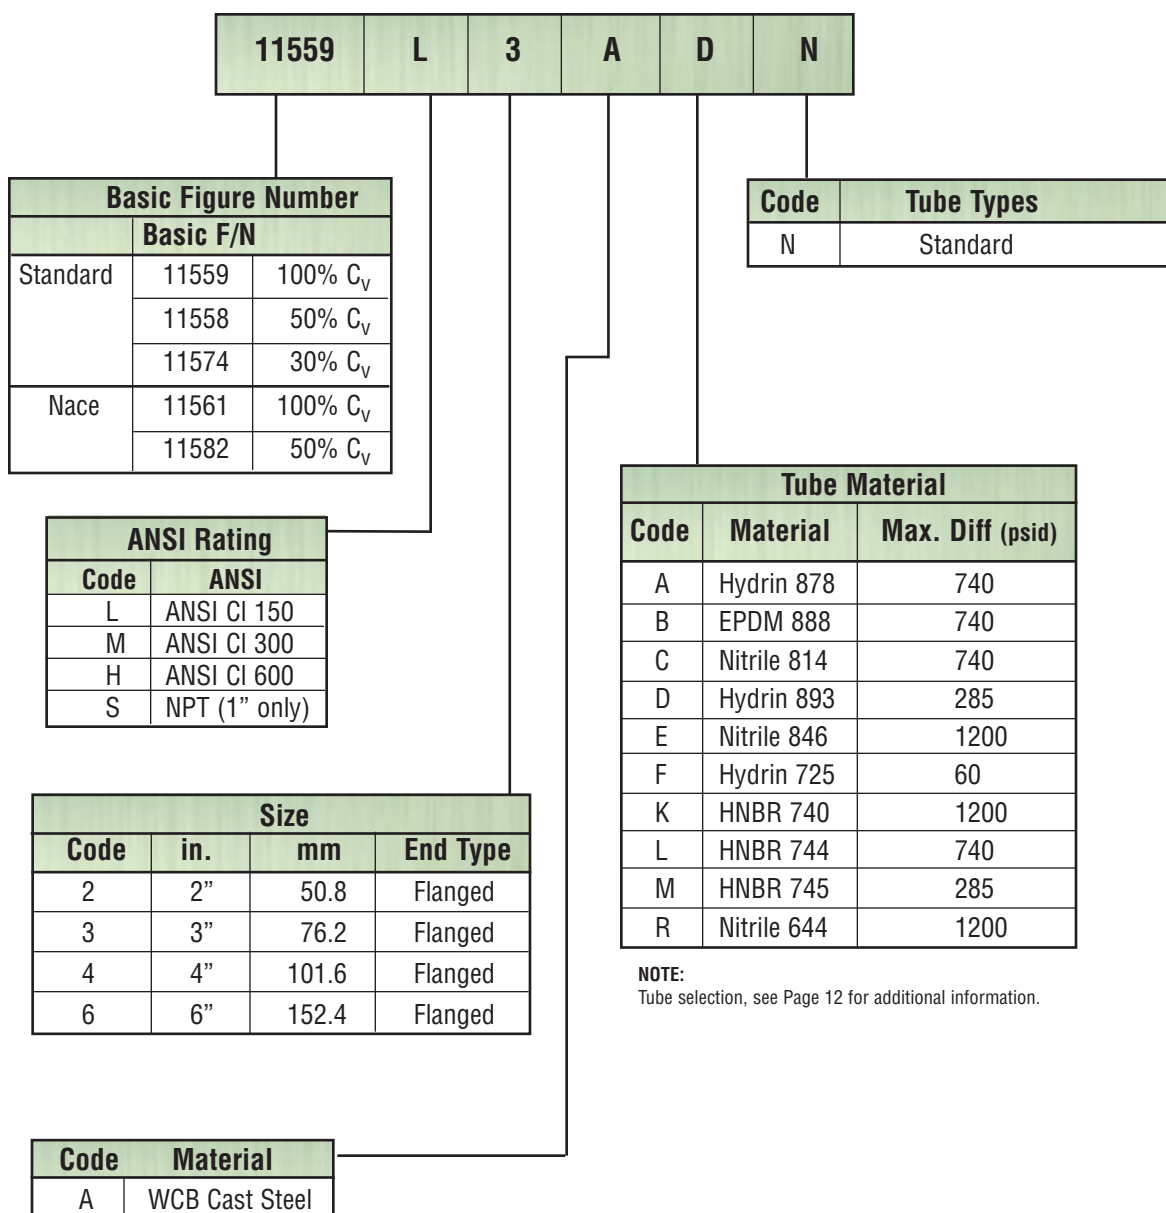 11559 L 3 A D N
Basic Figure Number
Basic F/N
Standard 11559 100% Cv
11558 50% Cv
11574 30% Cv
Nace 11561 100% Cv
11582 50% Cv
Code Tube Types
N Standard
ANSI Rating
Code ANSI
L ANSI Cl 150
M ANSI Cl 300
H ANSI Cl 600
S NPT (1” only)
Tube Material
Code Material Max. Diff (psid)
A Hydrin 878 740
B EPDM 888 740
C Nitrile 814 740
D Hydrin 893 285
E Nitrile 846 1200
F Hydrin 725 60
K HNBR 740 1200
L HNBR 744 740
M HNBR 745 285
R Nitrile 644 1200
NOTE:
Tube selection, see Page 12 for additional information.
Size
Code in. mm End Type
2 2” 50.8 Flanged
3 3” 76.2 Flanged
4 4” 101.6 Flanged
6 6” 152.4 Flanged
Code Material
A WCB Cast Steel